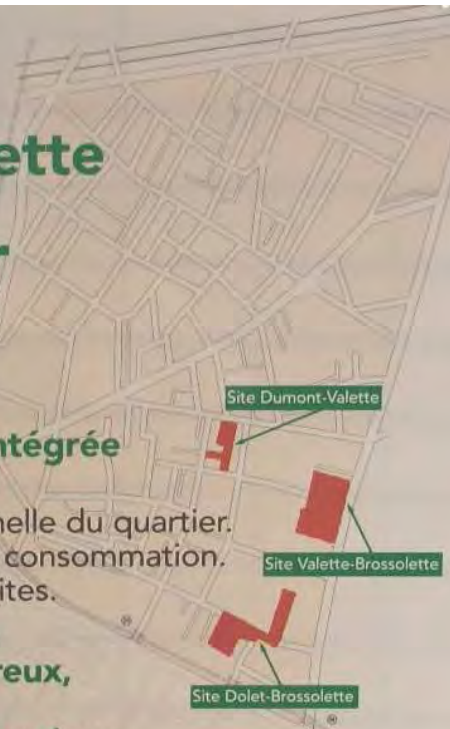 ette
Site Dumont-Valette
ntégrée
nelle du quartier.
consommation.
Site Valette-Brossolette
ites.
reux,
Site Dolet-Brossolette